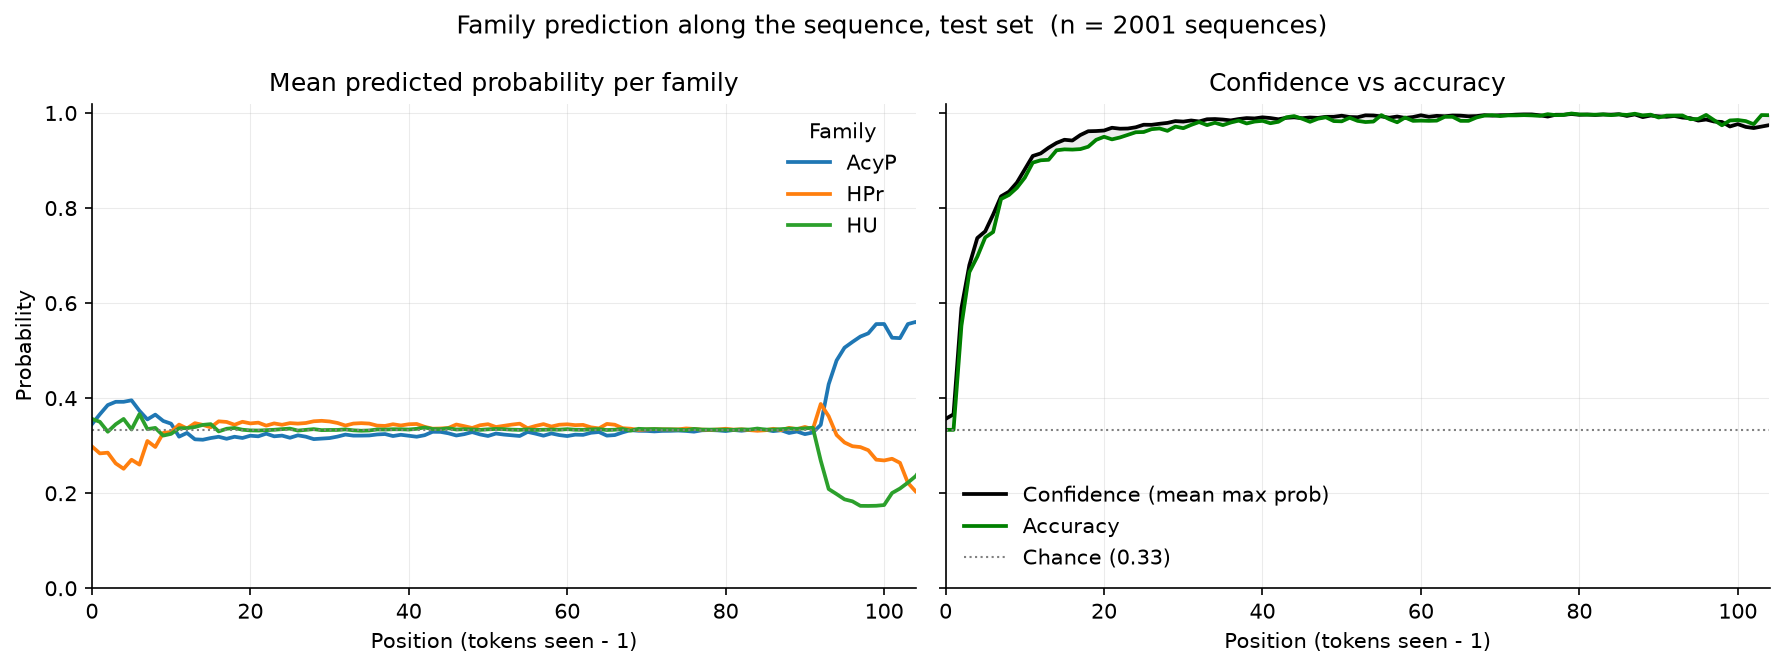 Family prediction along the sequence, test set (n = 2001 sequences)
Mean predicted probability per family
Probability
1.0
0.8
0.6
0.4
0.2
0.0
Family
AcyP
HPr
HU
0 20 40 60 80 100
Position (tokens seen - 1)
Confidence vs accuracy
Confidence (mean max prob)
Accuracy
Chance (0.33)
0 20 40 60 80 100
Position (tokens seen - 1)